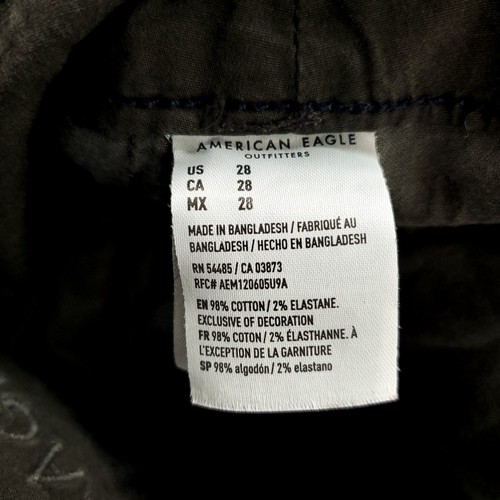 AMERICAN EAGLE
OUTFITTERS
US 28
CA 28
MX 28
MADE IN BANGLADESH / FABRIQUÉ AU
BANGLADESH / HECHO EN BANGLADESH
RN 54485 / CA 03873
RFC# AEM120605U9A
EN 98% COTTON / 2% ELASTANE.
EXCLUSIVE OF DECORATION
FR 98% COTON / 2% ÉLASTHANNE. À
L'EXCEPTION DE LA GARNITURE
SP 98% algodón / 2% elastano